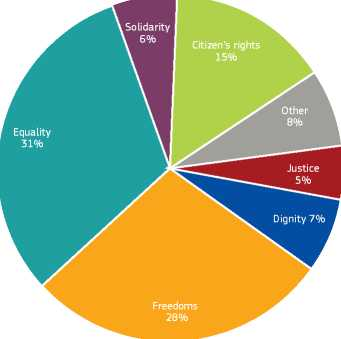 Solidarity
6%
Citizen's rights
15%
Other
8%
Justice
5%
Dignity 7%
Freedoms
28%
Equality
31%